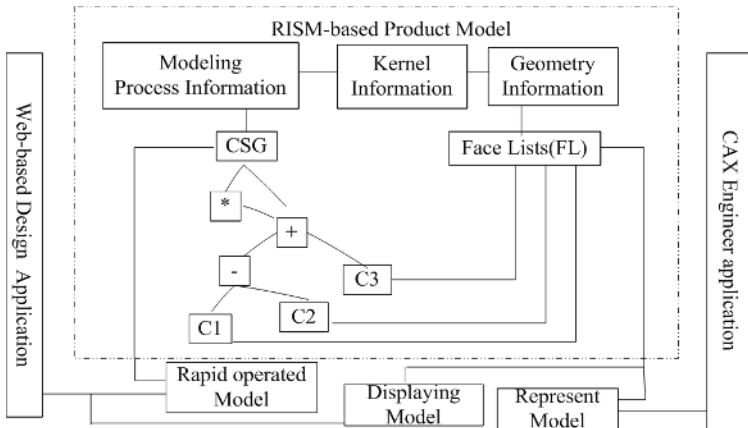 RISM-based Product Model
Modeling
Process Information
Kernel
Information
Geometry
Information
Web-based Design Application
CAX Engineer application
CSG
Face Lists(FL)
*
+
-
C3
C1
C2
Rapid operated
Model
Displaying
Model
Represent
Model